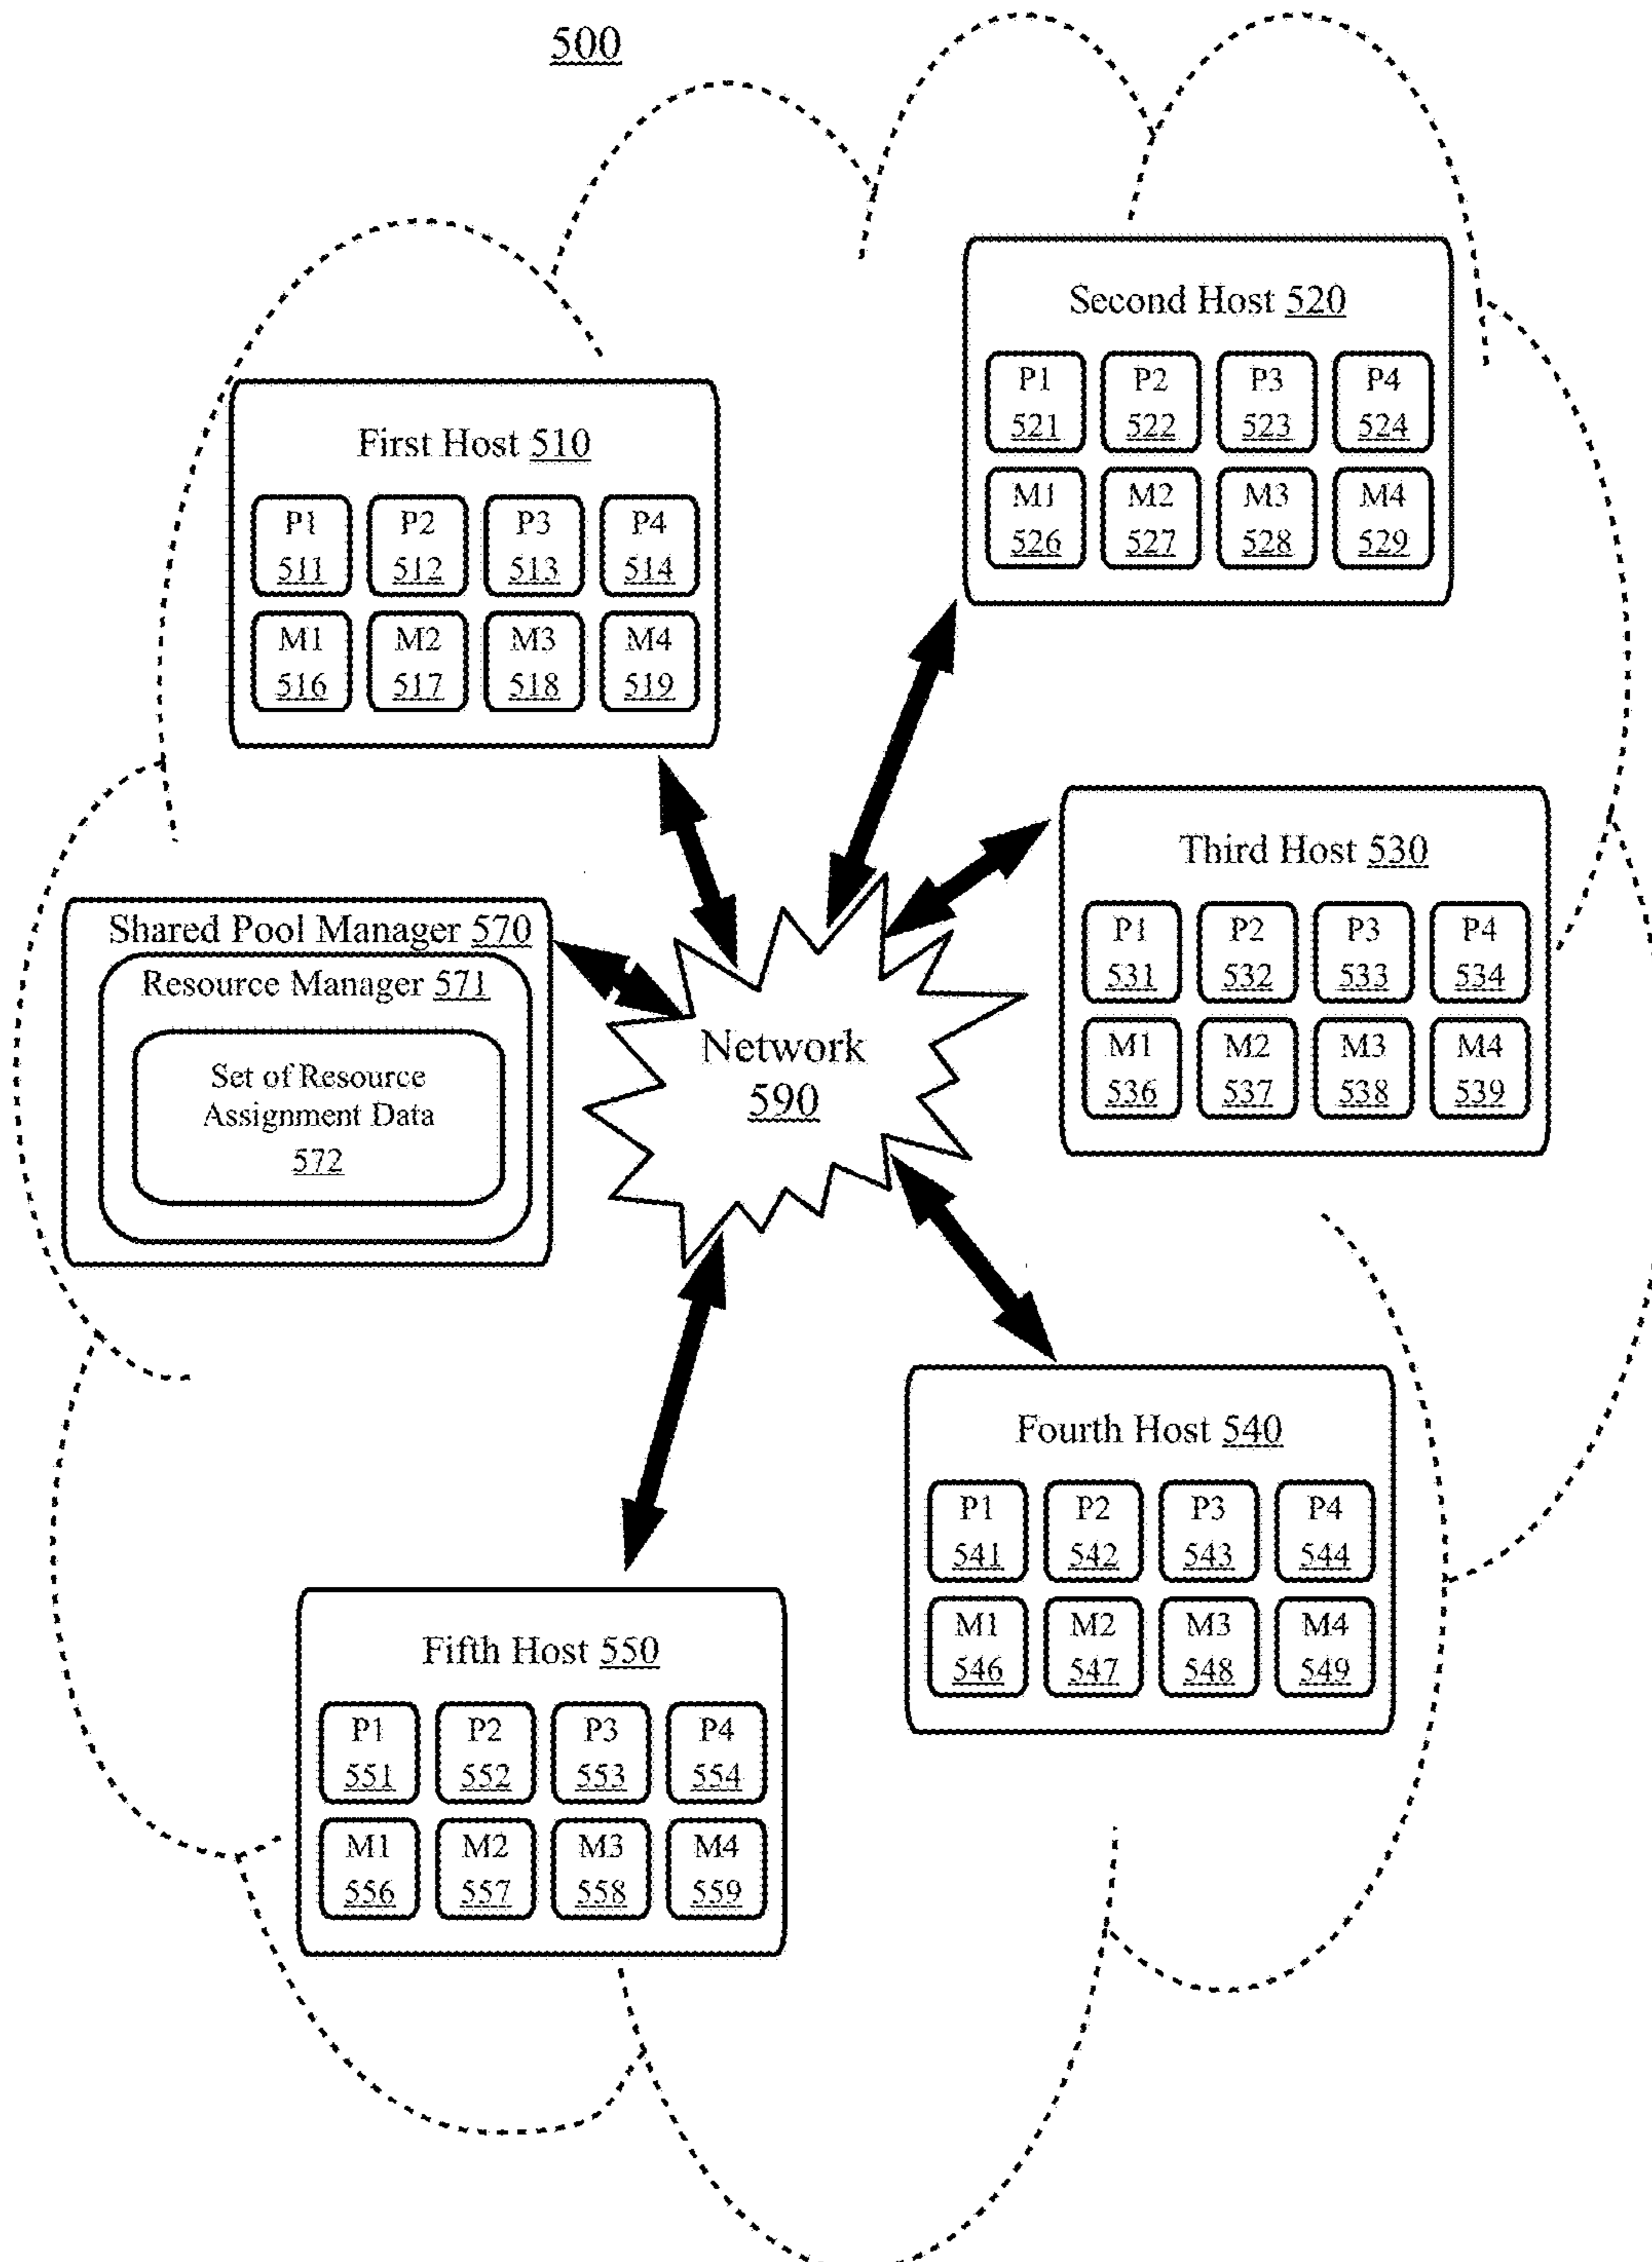 500
Second Host 520
P1 P2 P3 P4
521 522 523 524
M1 M2 M3 M4
526 527 528 529
First Host 510
P1 P2 P3 P4
511 512 513 514
M1 M2 M3 M4
516 517 518 519
Third Host 530
P1 P2 P3 P4
531 532 533 534
M1 M2 M3 M4
536 537 538 539
Shared Pool Manager 570
Resource Manager 571
Set of Resource
Assignment Data
572
Network
590
Fourth Host 540
P1 P2 P3 P4
541 542 543 544
M1 M2 M3 M4
546 547 548 549
Fifth Host 550
P1 P2 P3 P4
551 552 553 554
M1 M2 M3 M4
556 557 558 559